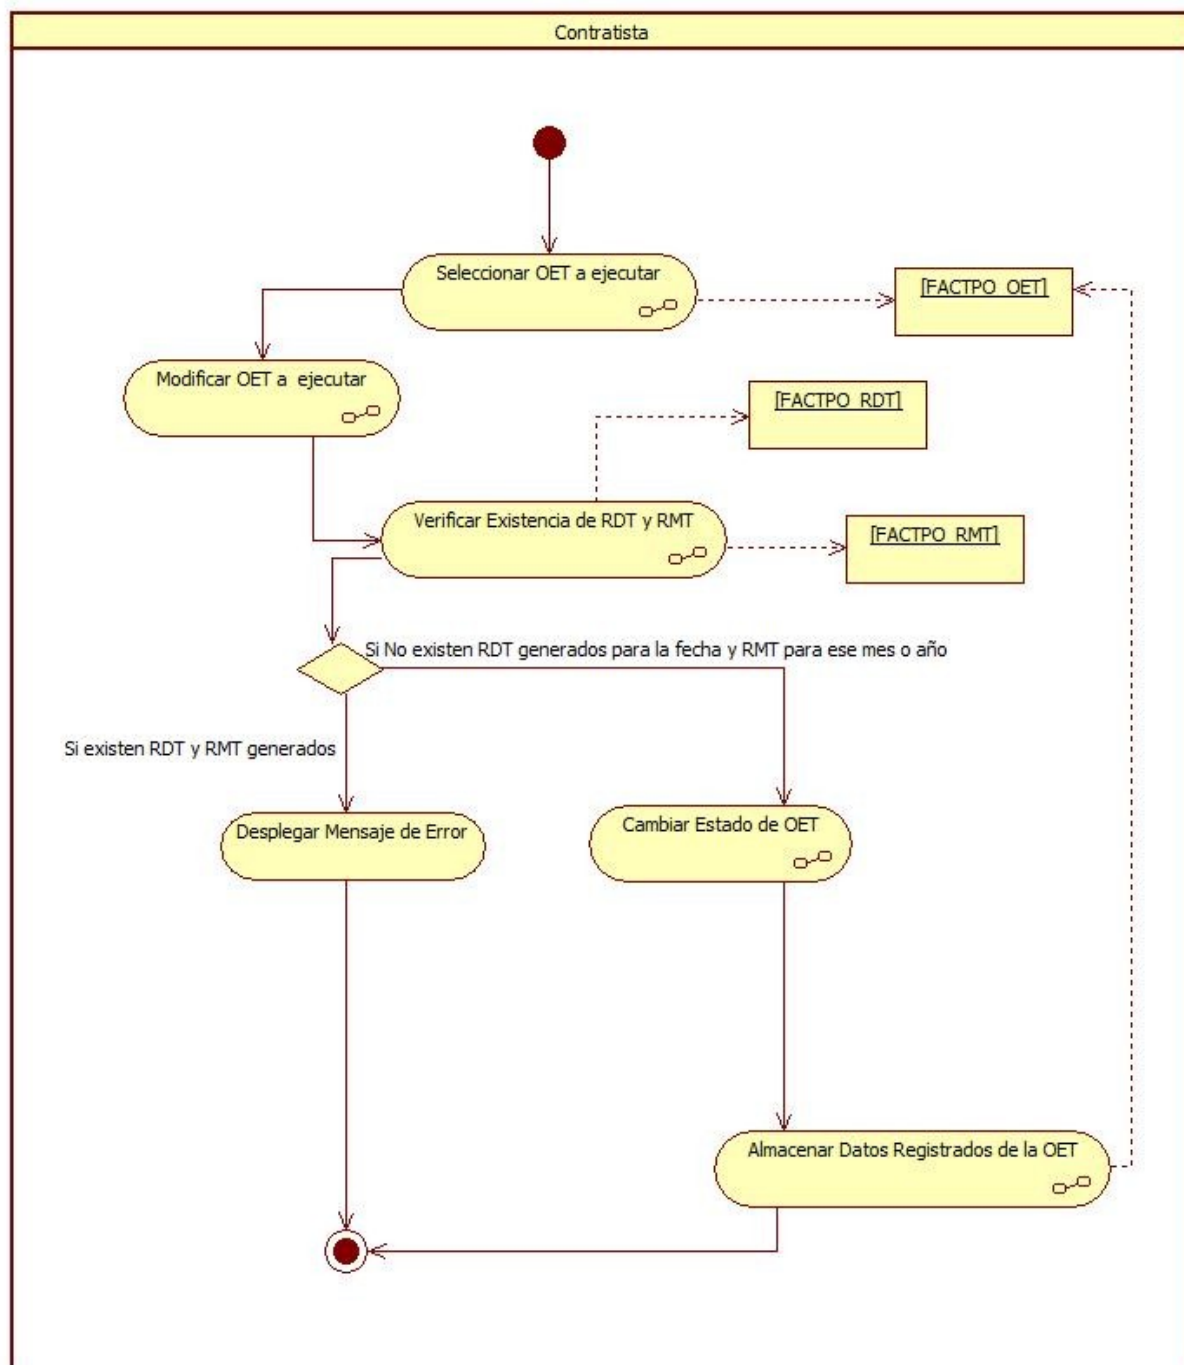 Contratista
Seleccionar OET a ejecutar
[FACTPO_OET]
Modificar OET a  ejecutar
[FACTPO_RDT]
Verificar Existencia de RDT y RMT
[FACTPO_RMT]
Si No existen RDT generados para la fecha y RMT para ese mes o año
Si existen RDT y RMT generados
Desplegar Mensaje de Error
Cambiar Estado de OET
Almacenar Datos Registrados de la OET